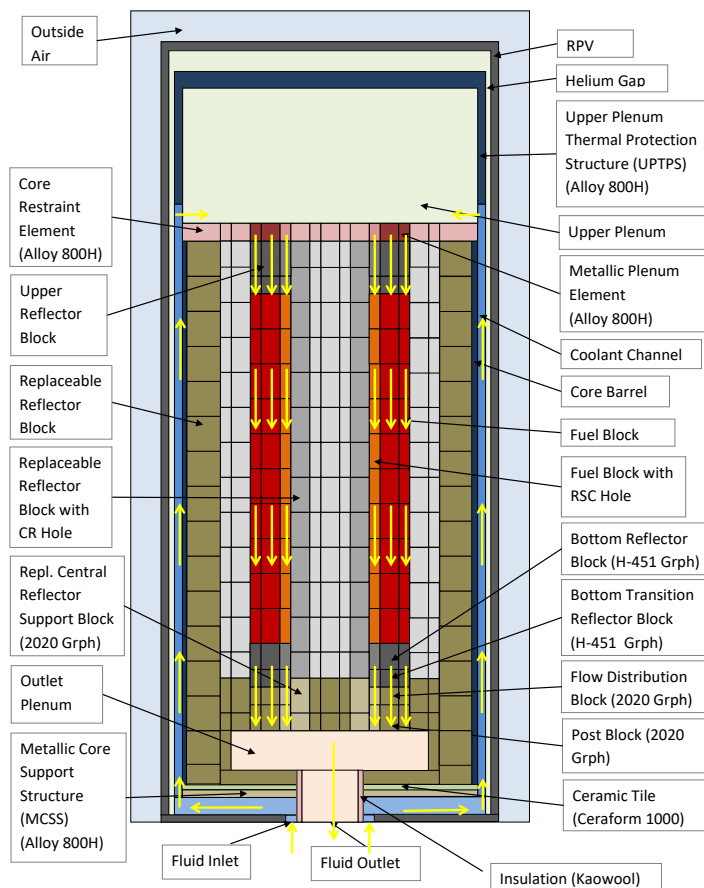 Outside
Air
Core
Restraint
Element
(Alloy 800H)
Upper
Reflector
Block
Replaceable
Reflector
Block
Replaceable
Reflector
Block with
CR Hole
Repl. Central
Reflector
Support Block
(2020 Grph)
Outlet
Plenum
Metallic Core
Support
Structure
(MCSS)
(Alloy 800H)
Fluid Inlet
Fluid Outlet
RPV
Helium Gap
Upper Plenum
Thermal Protection
Structure (UPTPS)
(Alloy 800H)
Upper Plenum
Metallic Plenum
Element
(Alloy 800H)
Coolant Channel
Core Barrel
Fuel Block
Fuel Block with
RSC Hole
Bottom Reflector
Block (H-451 Grph)
Bottom Transition
Reflector Block
(H-451 Grph)
Flow Distribution
Block (2020 Grph)
Post Block (2020
Grph)
Ceramic Tile
(Ceraform 1000)
Insulation (Kaowool)